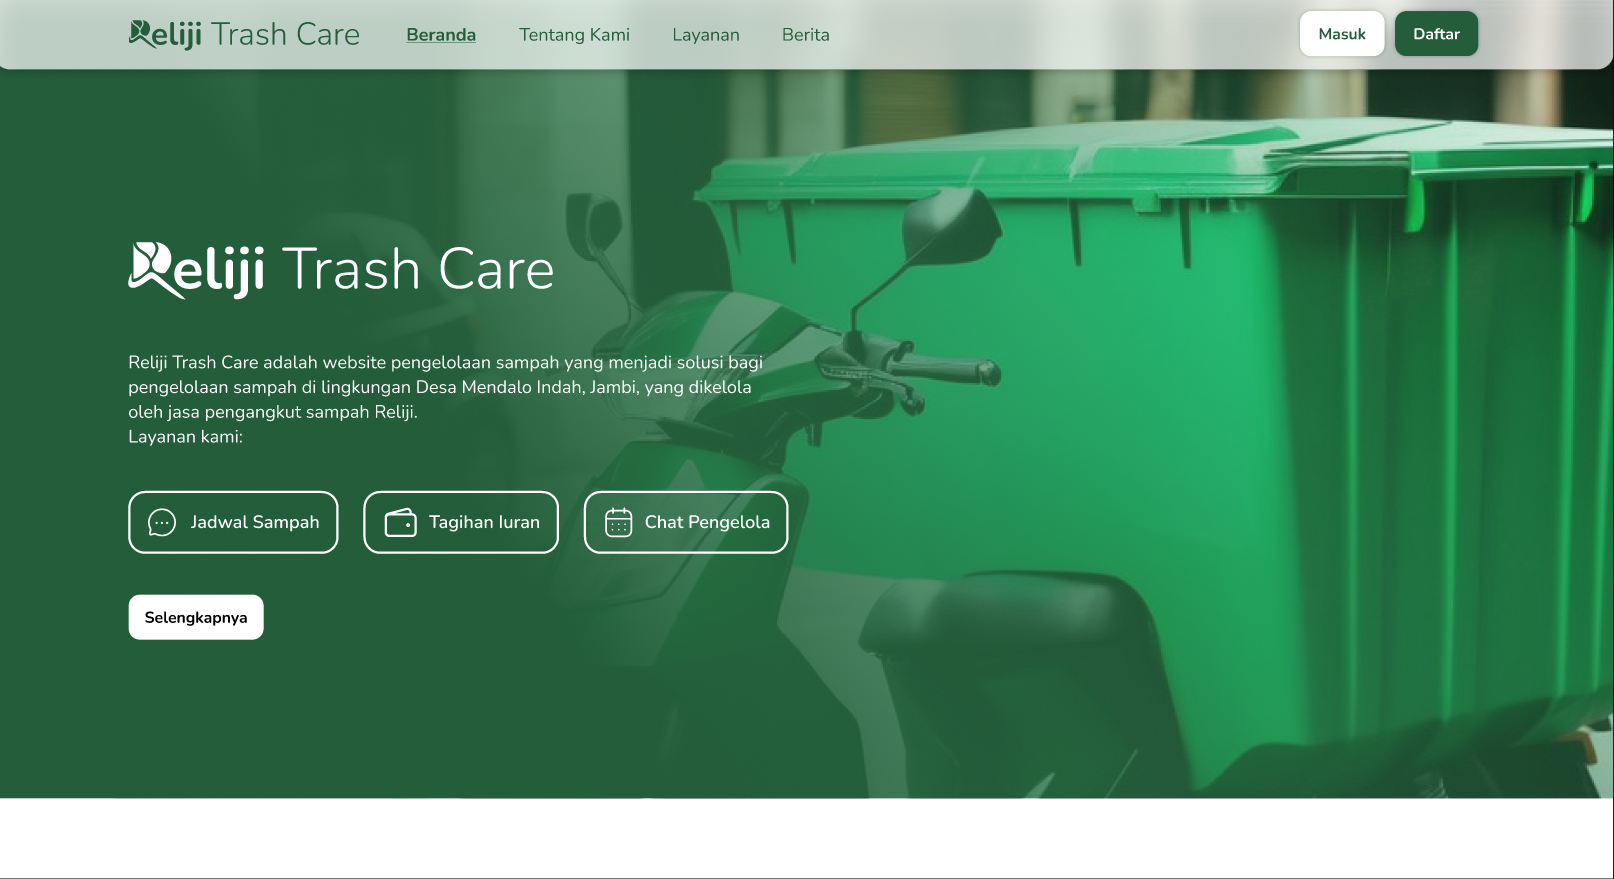 Reliji Trash Care
Beranda
Tentang Kami
Layanan
Berita
Masuk
Daftar
Reliji Trash Care
Reliji Trash Care adalah website pengelolaan sampah yang menjadi solusi bagi
pengelolaan sampah di lingkungan Desa Mendalo Indah, Jambi, yang dikelola
oleh jasa pengangkut sampah Reliji.
Layanan kami:
Jadwal Sampah
Tagihan Iuran
Chat Pengelola
Selengkapnya